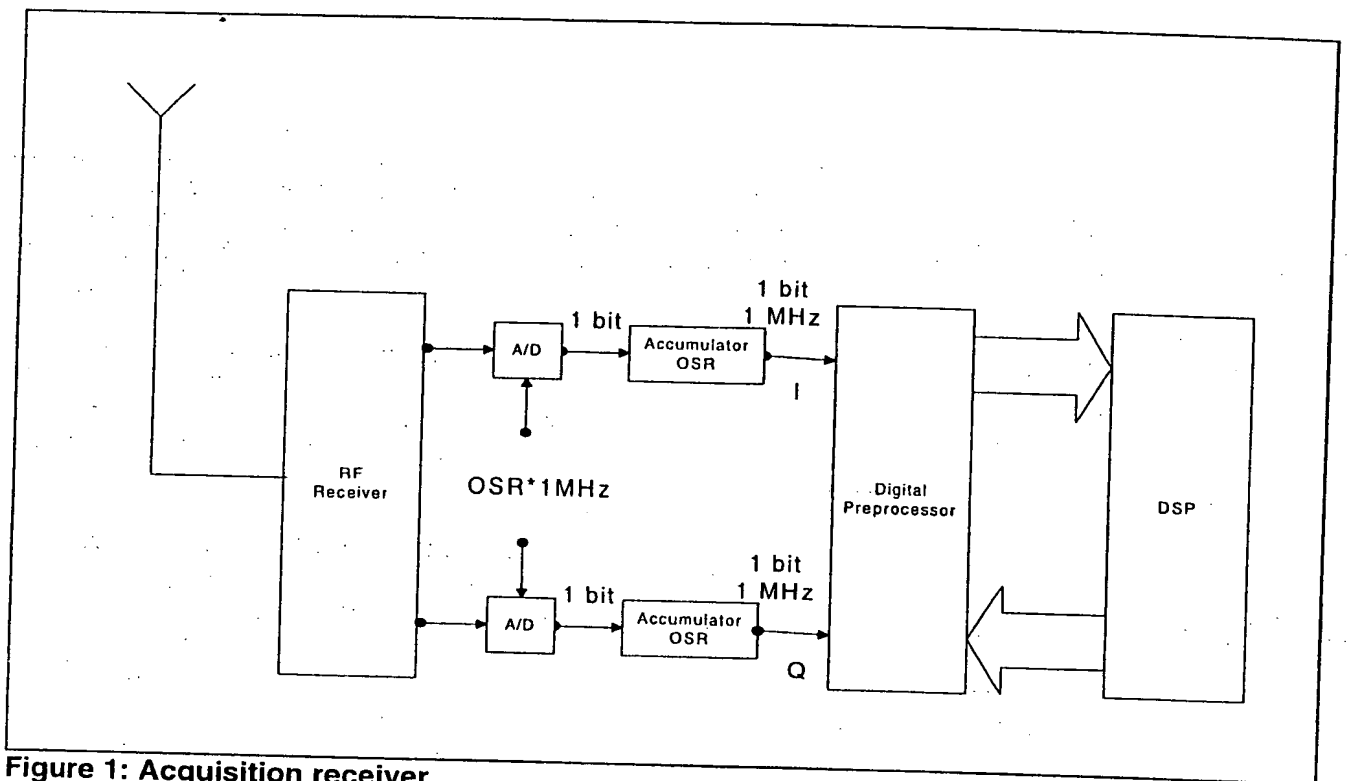 1 bit
1 MHz
1 bit
A/D
Accumulator
OSR
I
RF
Receiver
OSR*1MHz
Digital
Preprocessor
DSP
1 bit
1 MHz
1 bit
A/D
Accumulator
OSR
Q
Figure 1: Acquisition receiver